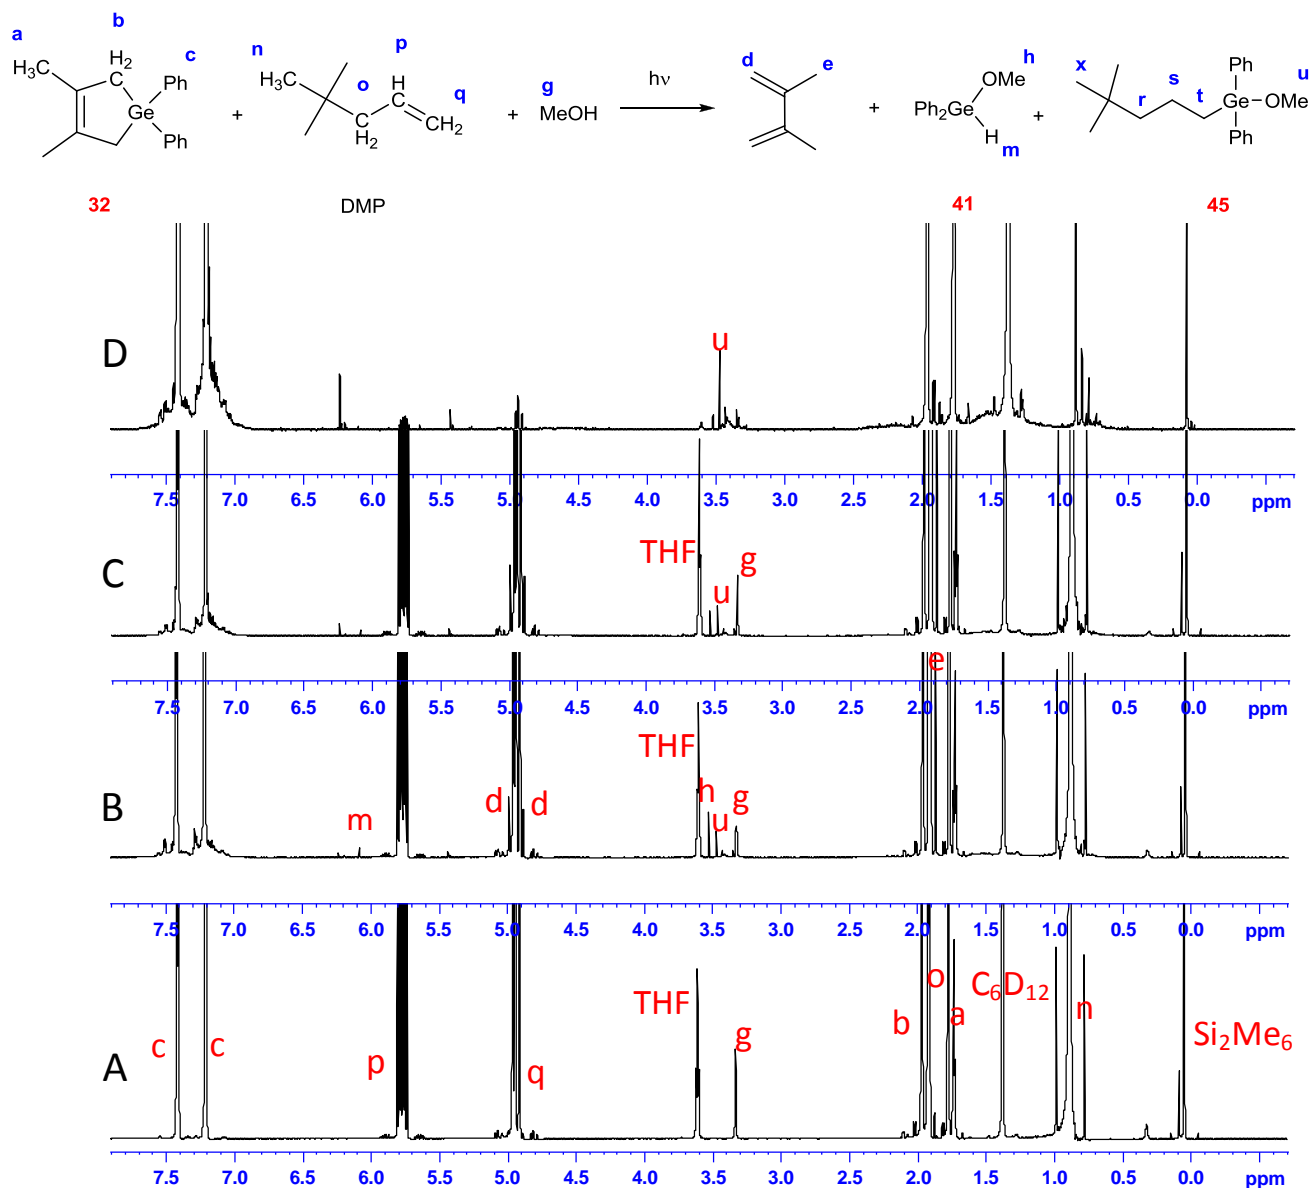 a
b
c
n
o
p
q
g
d
e
h
m
x
r
s
t
u
H₃C
H₂
C
Ge
Ph
Ph
+
H₃C
C
H₂
H
CH₂
+
MeOH
hν
+
Ph₂Ge
OMe
H
+
Ph
Ge
OMe
Ph
32
DMP
41
45
D
u
7.5 7.0 6.5 6.0 5.5 5.0 4.5 4.0 3.5 3.0 2.5 2.0 1.5 1.0 0.5 0.0 ppm
C
THF
u
g
7.5 7.0 6.5 6.0 5.5 5.0 4.5 4.0 3.5 3.0 2.5 2.0 1.5 1.0 0.5 0.0 ppm
B
m
d
d
THF
h
u
g
e
7.5 7.0 6.5 6.0 5.5 5.0 4.5 4.0 3.5 3.0 2.5 2.0 1.5 1.0 0.5 0.0 ppm
A
c
c
p
q
THF
g
b
o
a
C₆D₁₂
n
Si₂Me₆
7.5 7.0 6.5 6.0 5.5 5.0 4.5 4.0 3.5 3.0 2.5 2.0 1.5 1.0 0.5 0.0 ppm